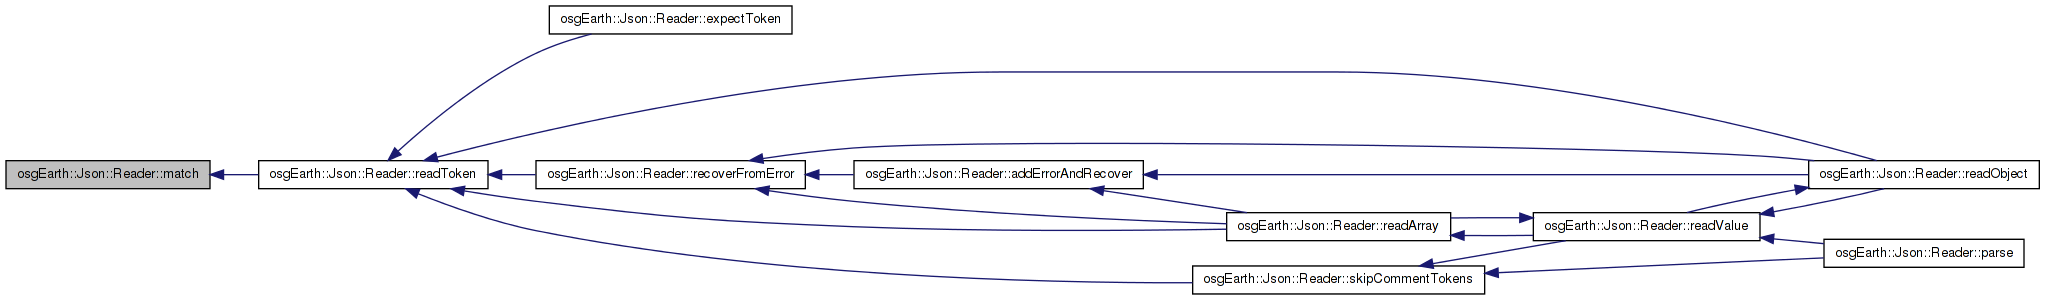 osgEarth::Json::Reader::expectToken
osgEarth::Json::Reader::match
osgEarth::Json::Reader::readToken
osgEarth::Json::Reader::recoverFromError
osgEarth::Json::Reader::addErrorAndRecover
osgEarth::Json::Reader::readObject
osgEarth::Json::Reader::readArray
osgEarth::Json::Reader::readValue
osgEarth::Json::Reader::parse
osgEarth::Json::Reader::skipCommentTokens